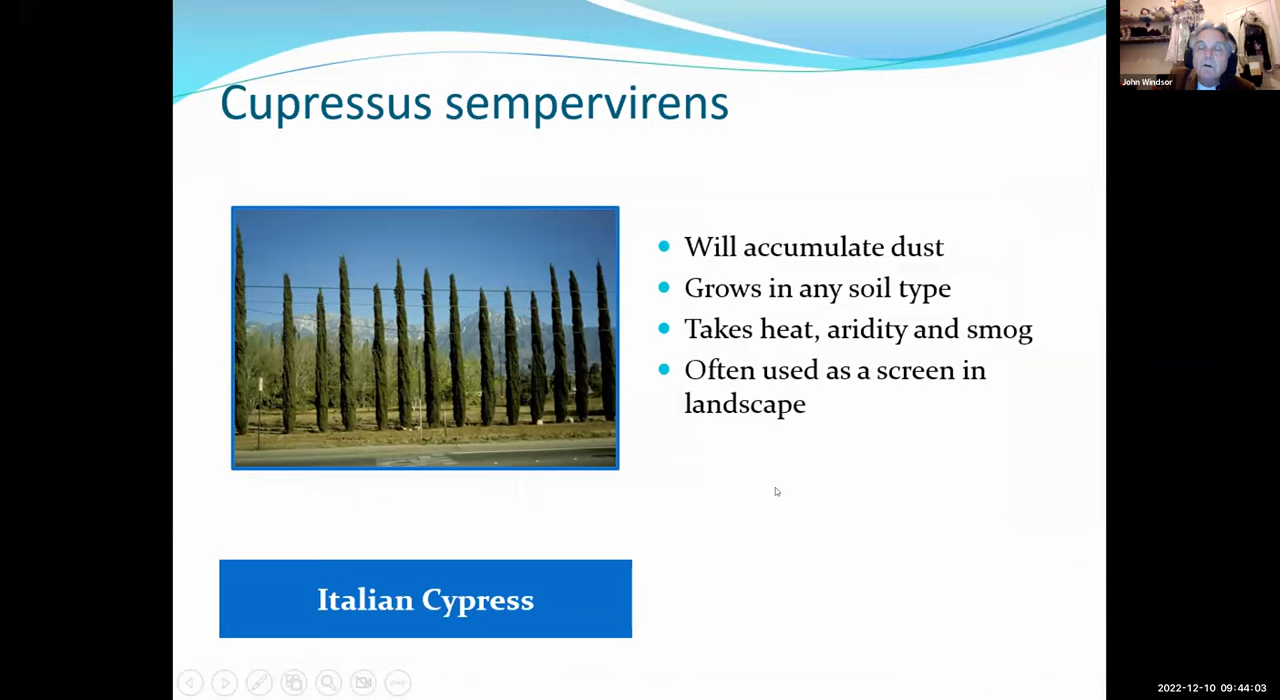 Cupressus sempervirens
John Windsor
Will accumulate dust
Grows in any soil type
Takes heat, aridity and smog
Often used as a screen in
landscape
Italian Cypress
2022-12-10 09:44:03